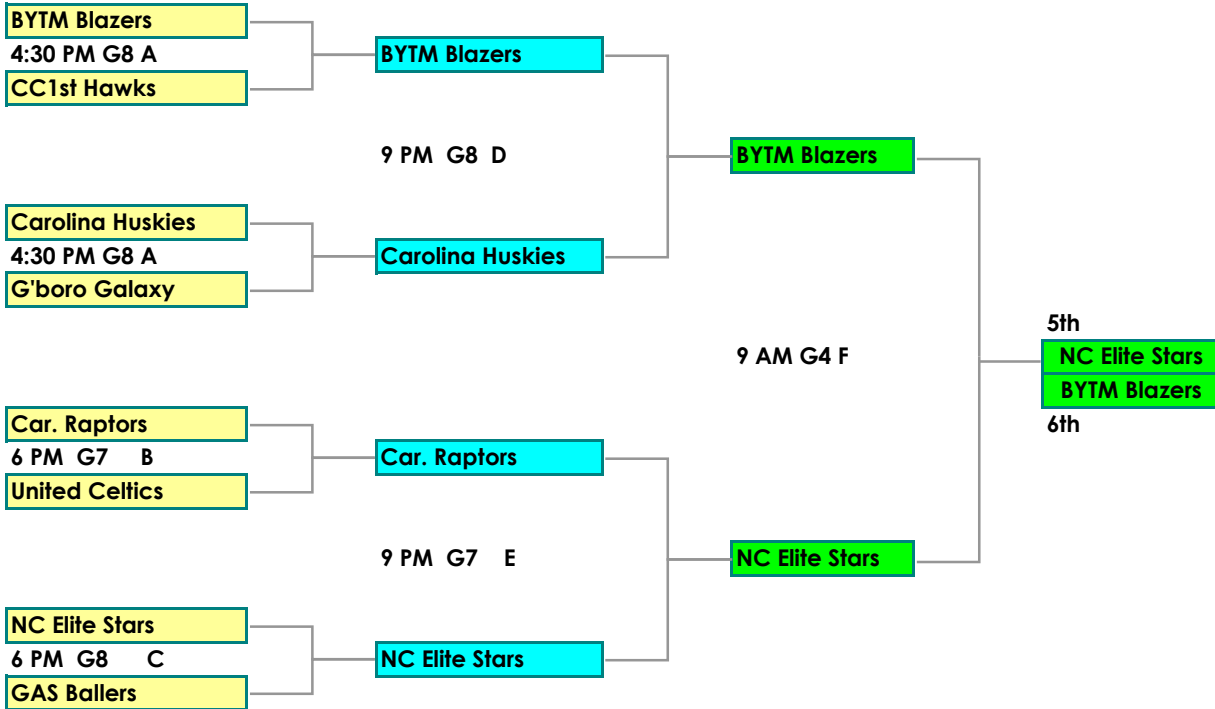 BYTM Blazers
4:30 PM G8 A
CC1st Hawks
BYTM Blazers
9 PM G8 D
BYTM Blazers
Carolina Huskies
4:30 PM G8 A
G'boro Galaxy
Carolina Huskies
9 AM G4 F
5th
NC Elite Stars
BYTM Blazers
6th
Car. Raptors
6 PM G7 B
United Celtics
Car. Raptors
9 PM G7 E
NC Elite Stars
NC Elite Stars
6 PM G8 C
GAS Ballers
NC Elite Stars